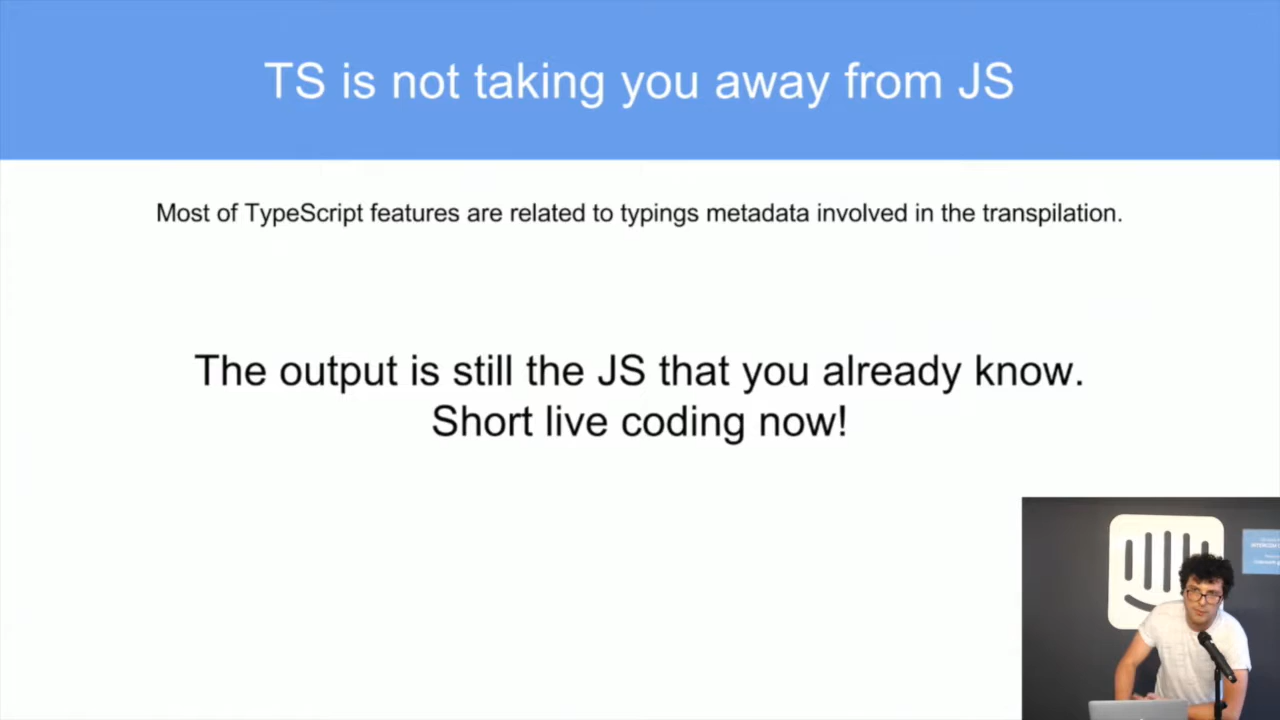 TS is not taking you away from JS
Most of TypeScript features are related to typings metadata involved in the transpilation.
The output is still the JS that you already know.
Short live coding now!